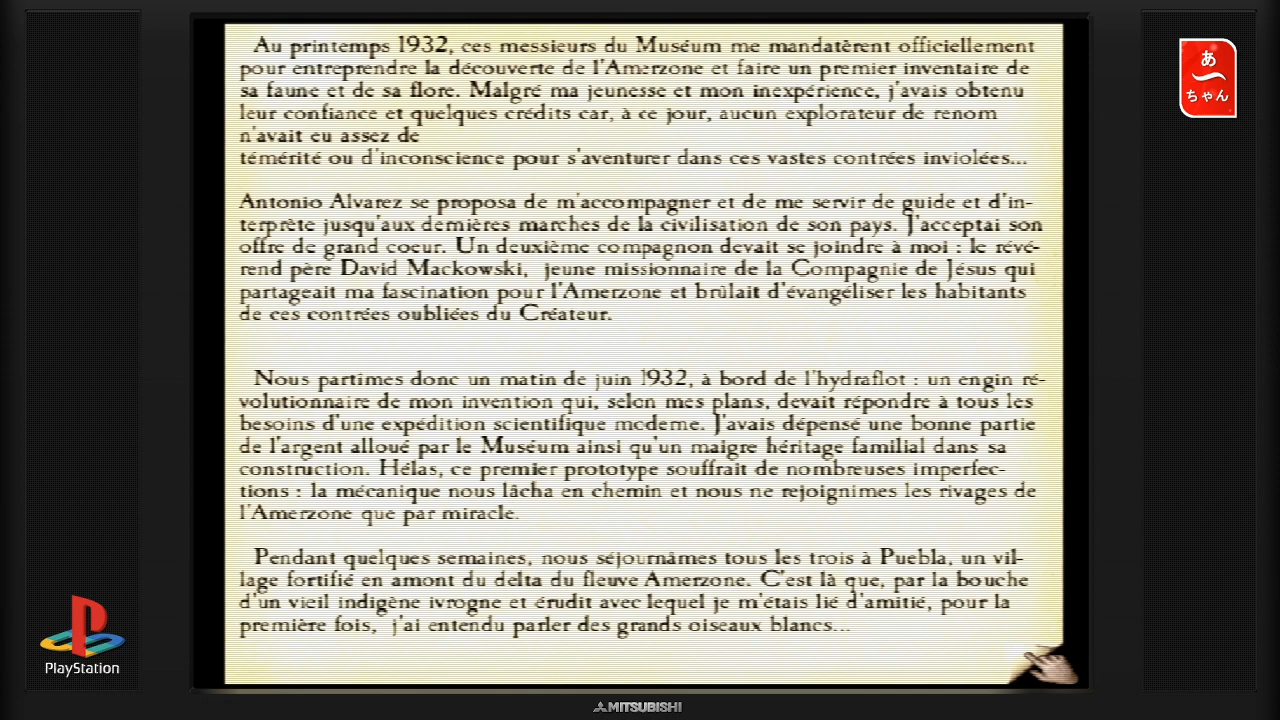 Au printemps 1932, ces messieurs du Muséum me mandatèrent officiellement
pour entreprendre la découverte de l'Amerzone et faire un premier inventaire de
sa faune et de sa flore. Malgré ma jeunesse et mon inexpérience, j'avais obtenu
leur confiance et quelques crédits car, à ce jour, aucun explorateur de renom
n'avait eu assez de
témérité ou d'inconscience pour s'aventurer dans ces vastes contrées inviolées...
Antonio Alvarez se proposa de m'accompagner et de me servir de guide et d'in-
terprète jusqu'aux dernières marches de la civilisation de son pays. J'acceptai son
offre de grand coeur. Un deuxième compagnon devait se joindre à moi : le révé-
rend père David Mackowski, jeune missionnaire de la Compagnie de Jésus qui
partageait ma fascination pour l'Amerzone et brûlait d'évangéliser les habitants
de ces contrées oubliées du Créateur.
Nous partîmes donc un matin de juin 1932, à bord de l'hydraflot : un engin ré-
volutionnaire de mon invention qui, selon mes plans, devait répondre à tous les
besoins d'une expédition scientifique moderne. J'avais dépensé une bonne partie
de l'argent alloué par le Muséum ainsi qu'un maigre héritage familial dans sa
construction. Hélas, ce premier prototype souffrait de nombreuses imperfec-
tions : la mécanique nous lâcha en chemin et nous ne rejoignîmes les rivages de
l'Amerzone que par miracle.
Pendant quelques semaines, nous séjournâmes tous les trois à Puebla, un vil-
lage fortifié en amont du delta du fleuve Amerzone. C'est là que, par la bouche
d'un vieil indigène ivrogne et érudit avec lequel je m'étais lié d'amitié, pour la
première fois, j'ai entendu parler des grands oiseaux blancs...
あー
ちゃん
PlayStation
MITSUBISHI